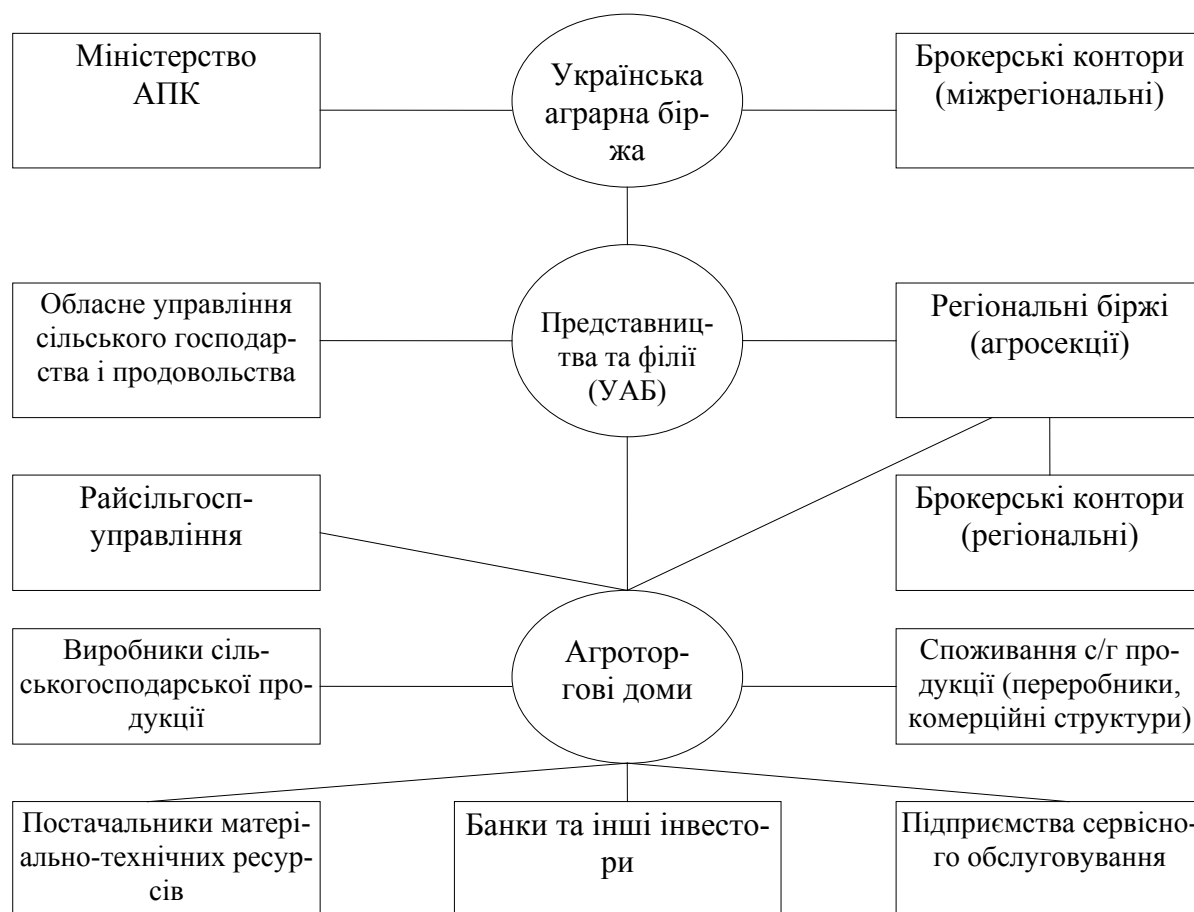 Міністерство
АПК
Українська
аграрна бір-
жа
Брокерські контори
(міжрегіональні)
Обласне управління
сільського господар-
ства і продовольства
Представниц-
тва та філії
(УАБ)
Регіональні біржі
(агросекції)
Райсільгосп-
управління
Брокерські контори
(регіональні)
Виробники сіль-
ськогосподарської про-
дукції
Агротор-
гові доми
Споживання с/г про-
дукції (переробники,
комерційні структури)
Постачальники матері-
ально-технічних ресур-
сів
Банки та інші інвесто-
ри
Підприємства сервісно-
го обслуговування